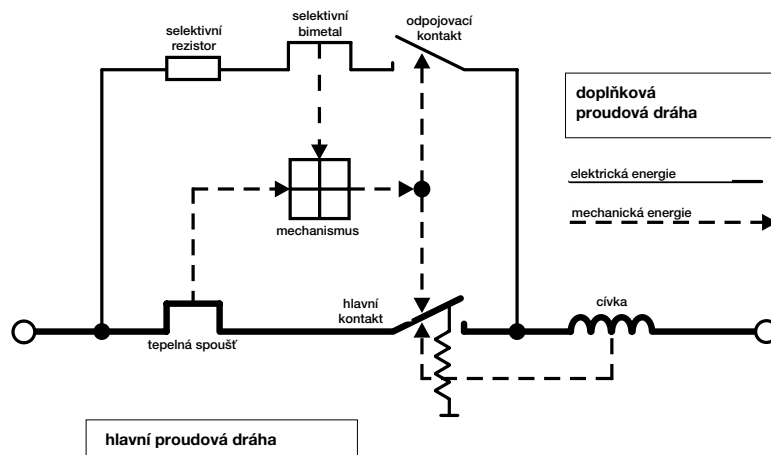 selektivní
rezistor
selektivní
bimetal
odpojovací
kontakt
doplňková
proudová dráha
elektrická energie
mechanická energie
mechanismus
hlavní
kontakt
cívka
tepelná spoušť
hlavní proudová dráha